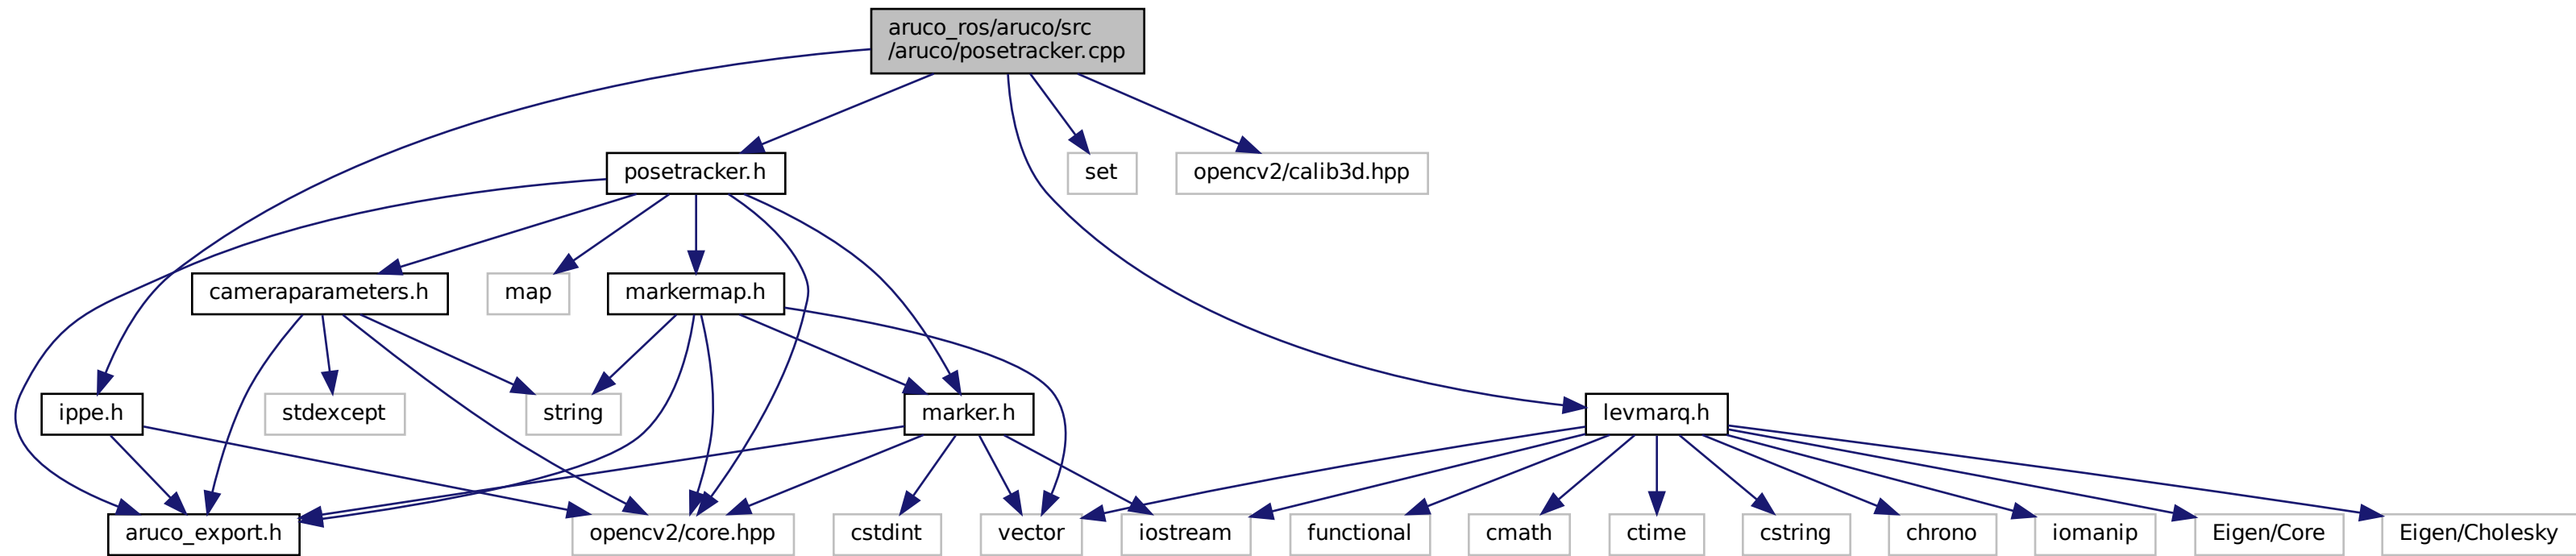 aruco_ros/aruco/src
/aruco/posetracker.cpp
posetracker.h
set
opencv2/calib3d.hpp
cameraparameters.h
map
markermap.h
ippe.h
stdexcept
string
marker.h
levmarq.h
aruco_export.h
opencv2/core.hpp
cstdint
vector
iostream
functional
cmath
ctime
cstring
chrono
iomanip
Eigen/Core
Eigen/Cholesky